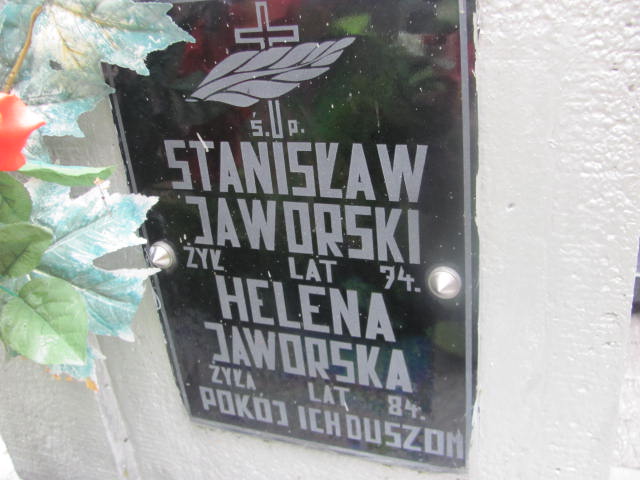 Ś.P.
STANISŁAW
JAWORSKI
ŻYŁ LAT 74.
HELENA
JAWORSKA
ŻYŁA LAT 84.
POKÓJ ICH DUSZOM